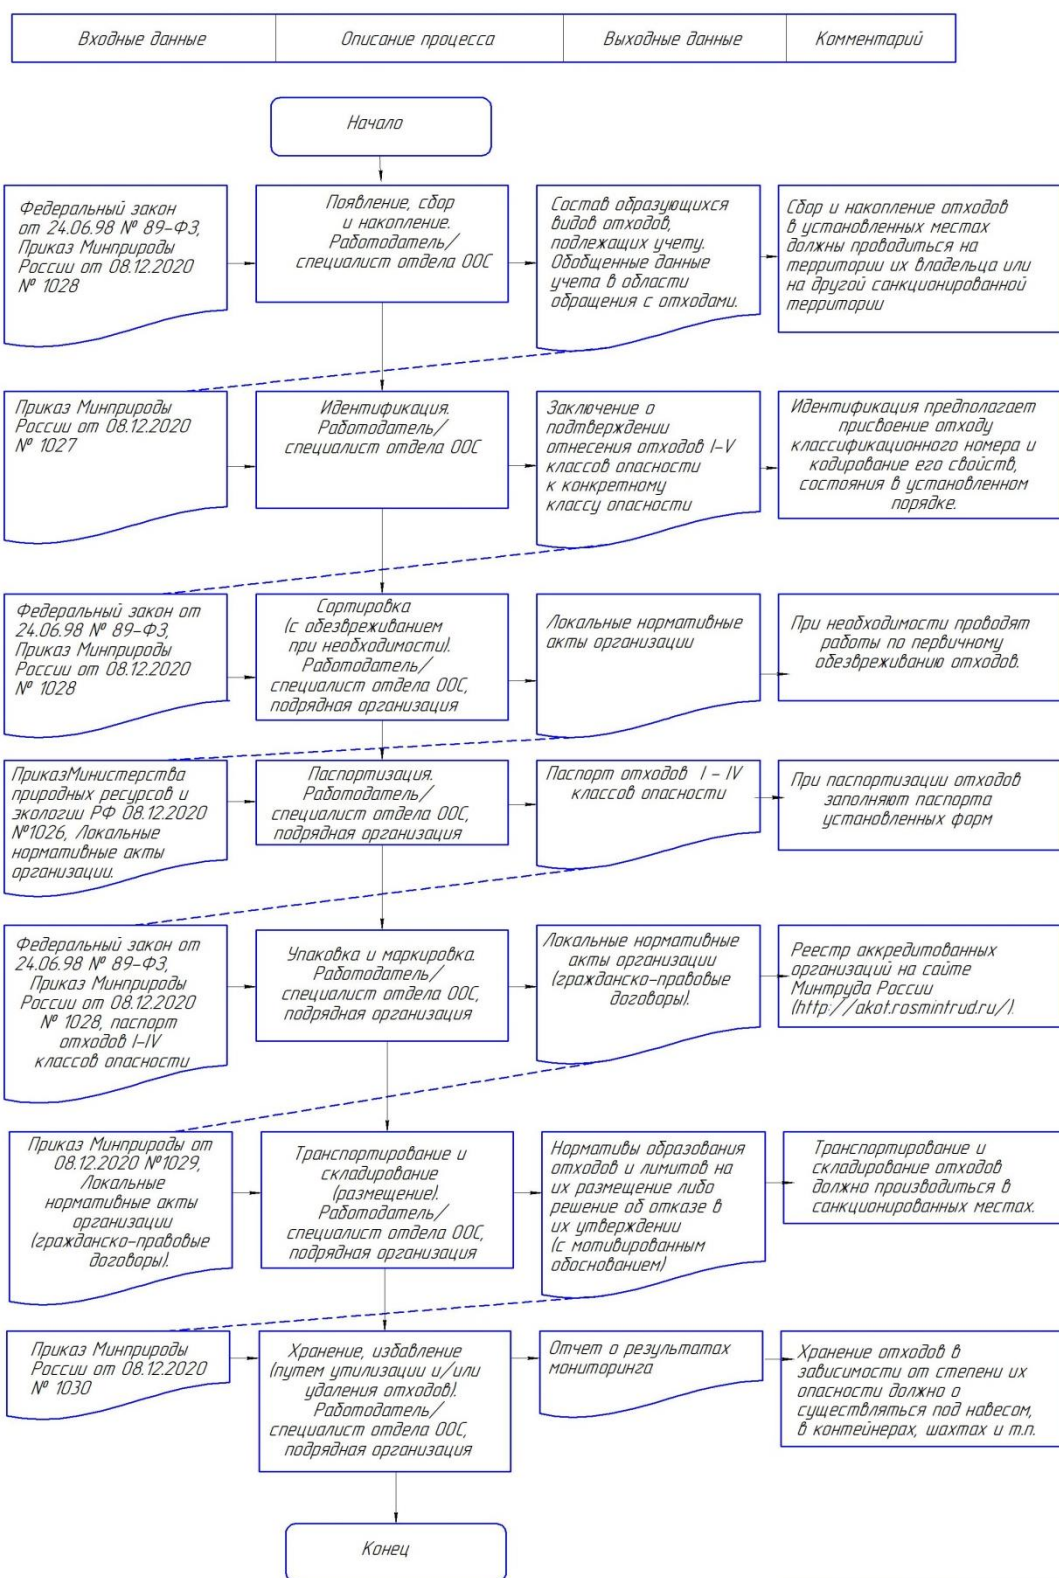 Входные данные
Описание процесса
Выходные данные
Комментарий
Начало
Федеральный закон
от 24.06.98 № 89-ФЗ,
Приказ Минприроды
России от 08.12.2020
№ 1028
Появление, сбор
и накопление.
Работодатель/
специалист отдела ООС
Состав образующихся
видов отходов,
подлежащих учету.
Обобщенные данные
учета в области
обращения с отходами.
Сбор и накопление отходов
в установленных местах
должны проводиться на
территории их владельца или
на другой санкционированной
территории
Приказ Минприроды
России от 08.12.2020
№ 1027
Идентификация.
Работодатель/
специалист отдела ООС
Заключение о
подтверждении
отнесения отходов I-V
классов опасности
к конкретному
классу опасности
Идентификация предполагает
присвоение отходу
классификационного номера и
кодирование его свойств,
состояния в установленном
порядке.
Федеральный закон от
24.06.98 № 89-ФЗ,
Приказ Минприроды
России от 08.12.2020
№ 1028
Сортировка
(с обезвреживанием
при необходимости).
Работодатель/
специалист отдела ООС,
подрядная организация
Локальные нормативные
акты организации
При необходимости проводят
работы по первичному
обезвреживанию отходов.
ПриказМинистерства
природных ресурсов и
экологии РФ 08.12.2020
№1026, Локальные
нормативные акты
организации.
Паспортизация.
Работодатель/
специалист отдела ООС,
подрядная организация
Паспорт отходов I - IV
классов опасности
При паспортизации отходов
заполняют паспорта
установленных форм
Федеральный закон от
24.06.98 № 89-ФЗ,
Приказ Минприроды
России от 08.12.2020
№ 1028, паспорт
отходов I-IV
классов опасности
Упаковка и маркировка.
Работодатель/
специалист отдела ООС,
подрядная организация
Локальные нормативные
акты организации
(гражданско-правовые
договоры).
Реестр аккредитованных
организаций на сайте
Минтруда России
(http://akot.rosmintrud.ru/).
Приказ Минприроды от
08.12.2020 №1029,
Локальные
нормативные акты
организации
(гражданско-правовые
договоры).
Транспортирование и
складирование
(размещение).
Работодатель/
специалист отдела ООС,
подрядная организация
Нормативы образования
отходов и лимитов на
их размещение либо
решение об отказе в
их утверждении
(с мотивированным
обоснованием)
Транспортирование и
складирование отходов
должно производиться в
санкционированных местах.
Приказ Минприроды
России от 08.12.2020
№ 1030
Хранение, избавление
(путем утилизации и/или
удаления отходов).
Работодатель/
специалист отдела ООС,
подрядная организация
Отчет о результатах
мониторинга
Хранение отходов в
зависимости от степени их
опасности должно о
существляться под навесом,
в контейнерах, шахтах и т.п.
Конец